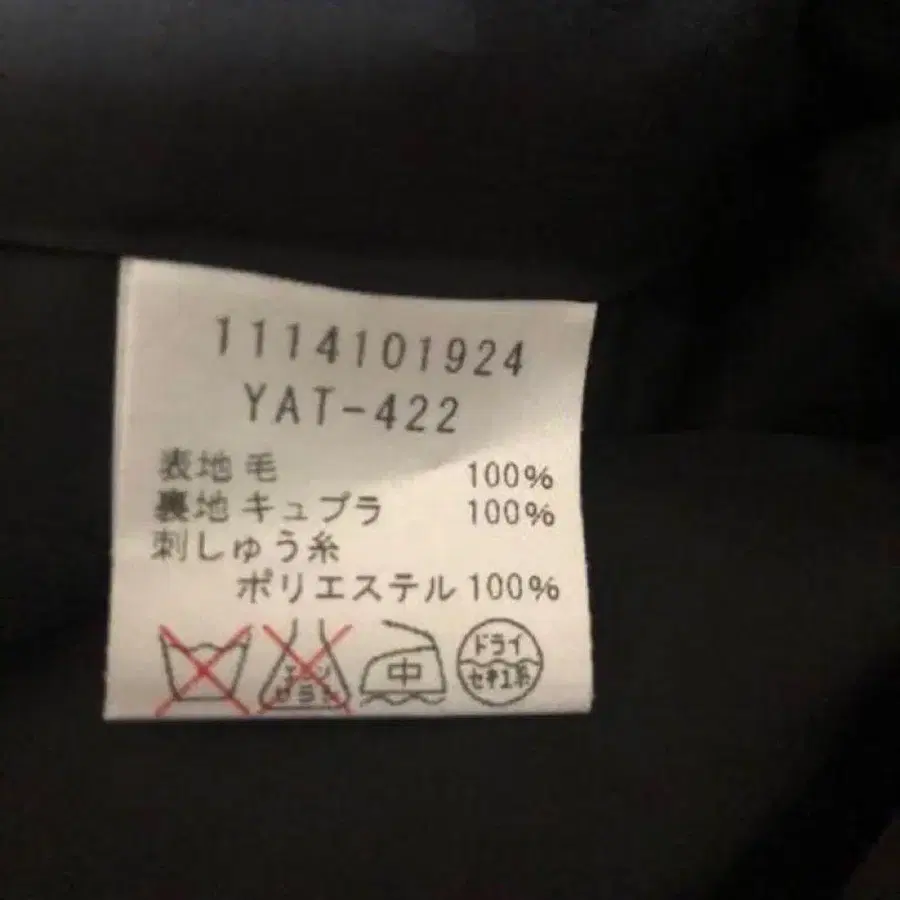 1114101924
YAT-422
表地 毛 100%
裏地 キュプラ 100%
刺しゅう糸
ポリエステル 100%
中
ドライ
セキユ系